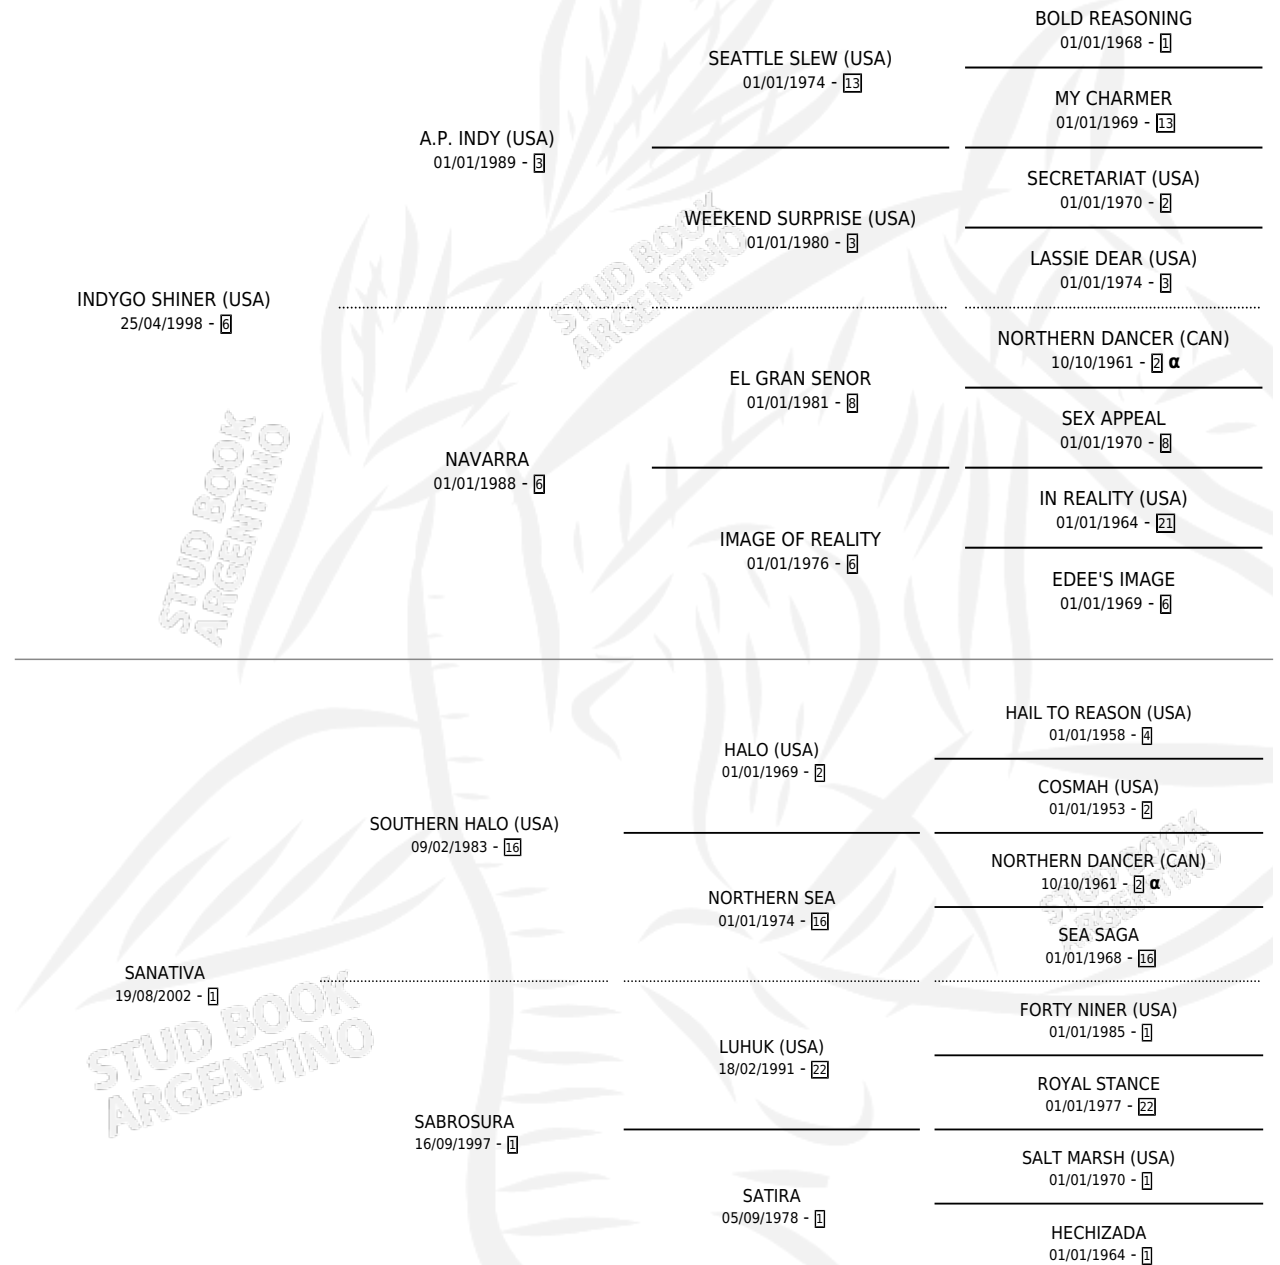 BOLD REASONING
01/01/1968 - 1
SEATTLE SLEW (USA)
01/01/1974 - 13
MY CHARMER
01/01/1969 - 13
A.P. INDY (USA)
01/01/1989 - 3
SECRETARIAT (USA)
01/01/1970 - 2
WEEKEND SURPRISE (USA)
01/01/1980 - 3
LASSIE DEAR (USA)
01/01/1974 - 3
INDYGO SHINER (USA)
25/04/1998 - 6
NORTHERN DANCER (CAN)
10/10/1961 - 2 α
EL GRAN SENOR
01/01/1981 - 8
SEX APPEAL
01/01/1970 - 8
NAVARRA
01/01/1988 - 6
IN REALITY (USA)
01/01/1964 - 21
IMAGE OF REALITY
01/01/1976 - 6
EDEE'S IMAGE
01/01/1969 - 6
HAIL TO REASON (USA)
01/01/1958 - 4
HALO (USA)
01/01/1969 - 2
COSMAH (USA)
01/01/1953 - 2
SOUTHERN HALO (USA)
09/02/1983 - 16
NORTHERN DANCER (CAN)
10/10/1961 - 2 α
NORTHERN SEA
01/01/1974 - 16
SEA SAGA
01/01/1968 - 16
SANATIVA
19/08/2002 - 1
FORTY NINER (USA)
01/01/1985 - 1
LUHUK (USA)
18/02/1991 - 22
ROYAL STANCE
01/01/1977 - 22
SABROSURA
16/09/1997 - 1
SALT MARSH (USA)
01/01/1970 - 1
SATIRA
05/09/1978 - 1
HECHIZADA
01/01/1964 - 1
STUD BOOK
ARGENTINO
STUD BOOK
ARGENTINO
STUD BOOK
ARGENTINO
STUD BOOK
ARGENTINO